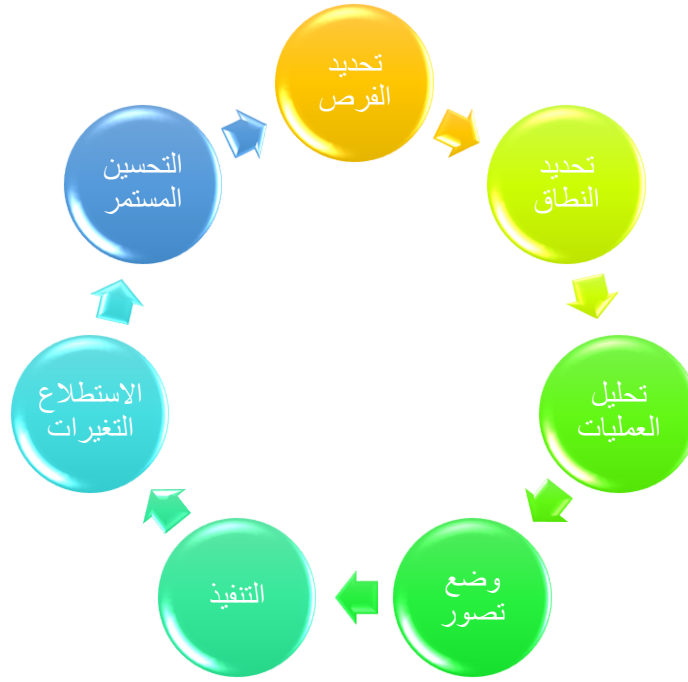 تحديد
الفرص
تحديد
النطاق
تحليل
العمليات
وضع
تصور
التنفيذ
الاستطلاع
التغيرات
التحسين
المستمر